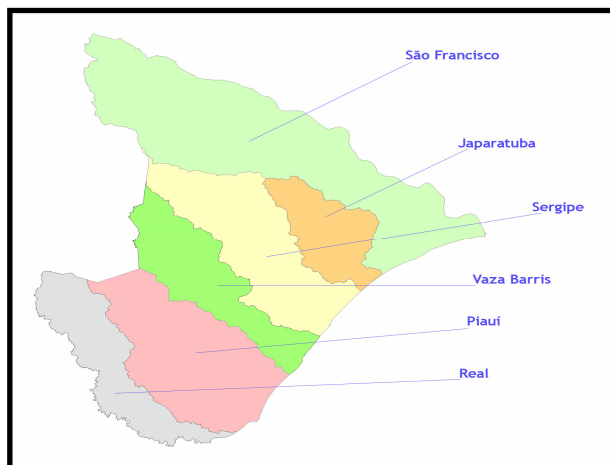 São Francisco
Japaratuba
Sergipe
Vaza Barris
Piauí
Real